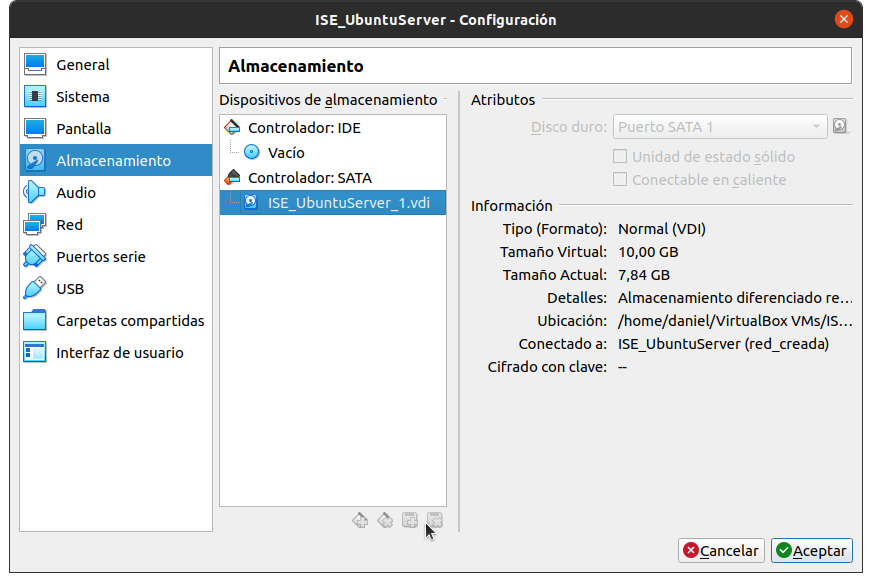 ISE_UbuntuServer - Configuración
General
Sistema
Pantalla
Almacenamiento
Audio
Red
Puertos serie
USB
Carpetas compartidas
Interfaz de usuario
Almacenamiento
Dispositivos de almacenamiento
Controlador: IDE
Vacío
Controlador: SATA
ISE_UbuntuServer_1.vdi
Atributos
Disco duro: Puerto SATA 1
Unidad de estado sólido
Conectable en caliente
Información
Tipo (Formato): Normal (VDI)
Tamaño Virtual: 10,00 GB
Tamaño Actual: 7,84 GB
Detalles: Almacenamiento diferenciado re...
Ubicación: /home/daniel/VirtualBox VMs/IS...
Conectado a: ISE_UbuntuServer (red_creada)
Cifrado con clave: --
Cancelar
Aceptar